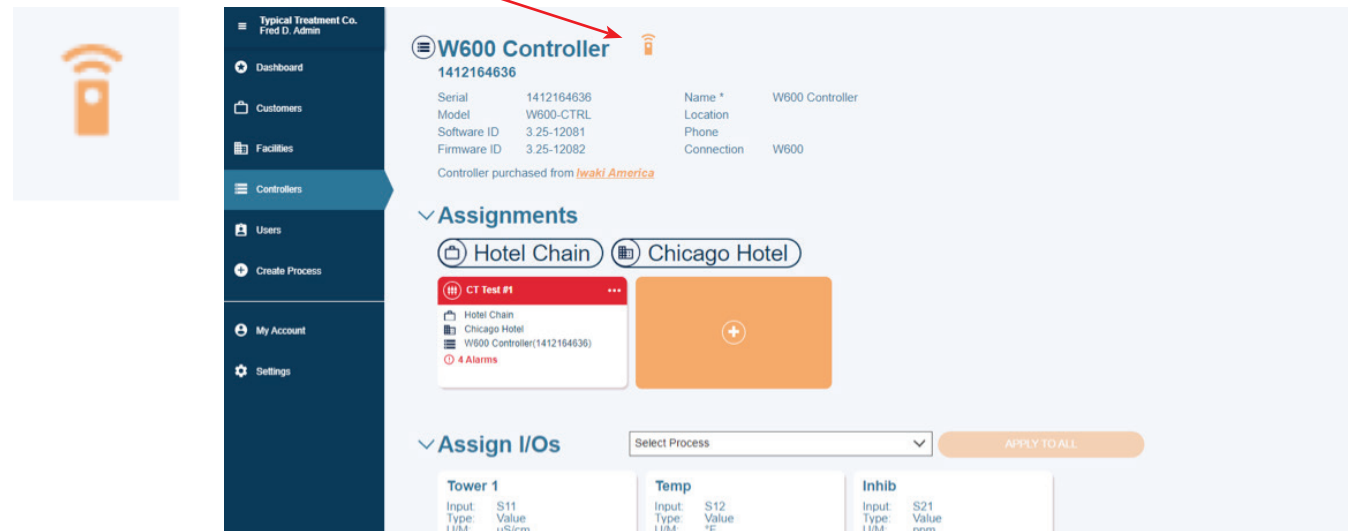 Typical Treatment Co.
Fred D. Admin
Dashboard
Customers
Facilities
Controllers
Users
Create Process
My Account
Settings
W600 Controller
1412164636
Serial 1412164636 Name * W600 Controller
Model W600-CTRL Location
Software ID 3.25-12081 Phone
Firmware ID 3.25-12082 Connection W600
Controller purchased from Iwaki America
Assignments
Hotel Chain Chicago Hotel
CT Test #1
Hotel Chain
Chicago Hotel
W600 Controller(1412164636)
4 Alarms
Assign I/Os Select Process APPLY TO ALL
Tower 1 Temp Inhib
Input: S11 Input: S12 Input: S21
Type: Value Type: Value Type: Value
U/M: uS/cm U/M: °F U/M: ppm